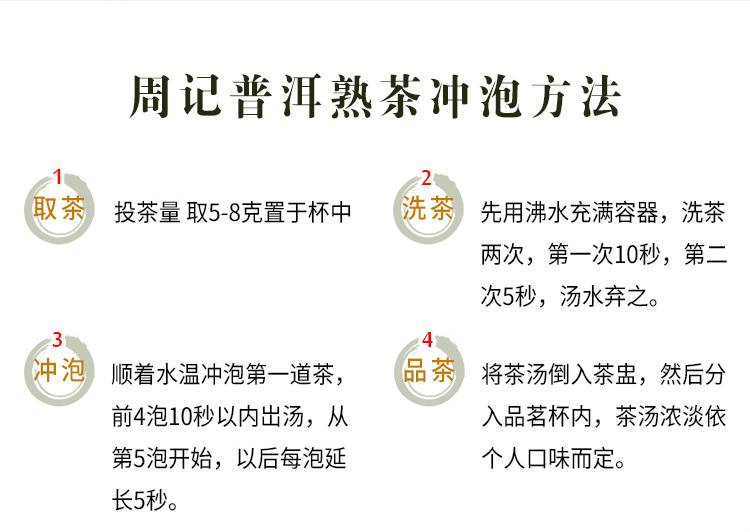 周记普洱熟茶冲泡方法
1
取茶
投茶量 取5-8克置于杯中
2
洗茶
先用沸水充满容器，洗茶
两次，第一次10秒，第二
次5秒，汤水弃之。
3
冲泡
顺着水温冲泡第一道茶，
前4泡10秒以内出汤，从
第5泡开始，以后每泡延
长5秒。
4
品茶
将茶汤倒入茶盅，然后分
入品茗杯内，茶汤浓淡依
个人口味而定。